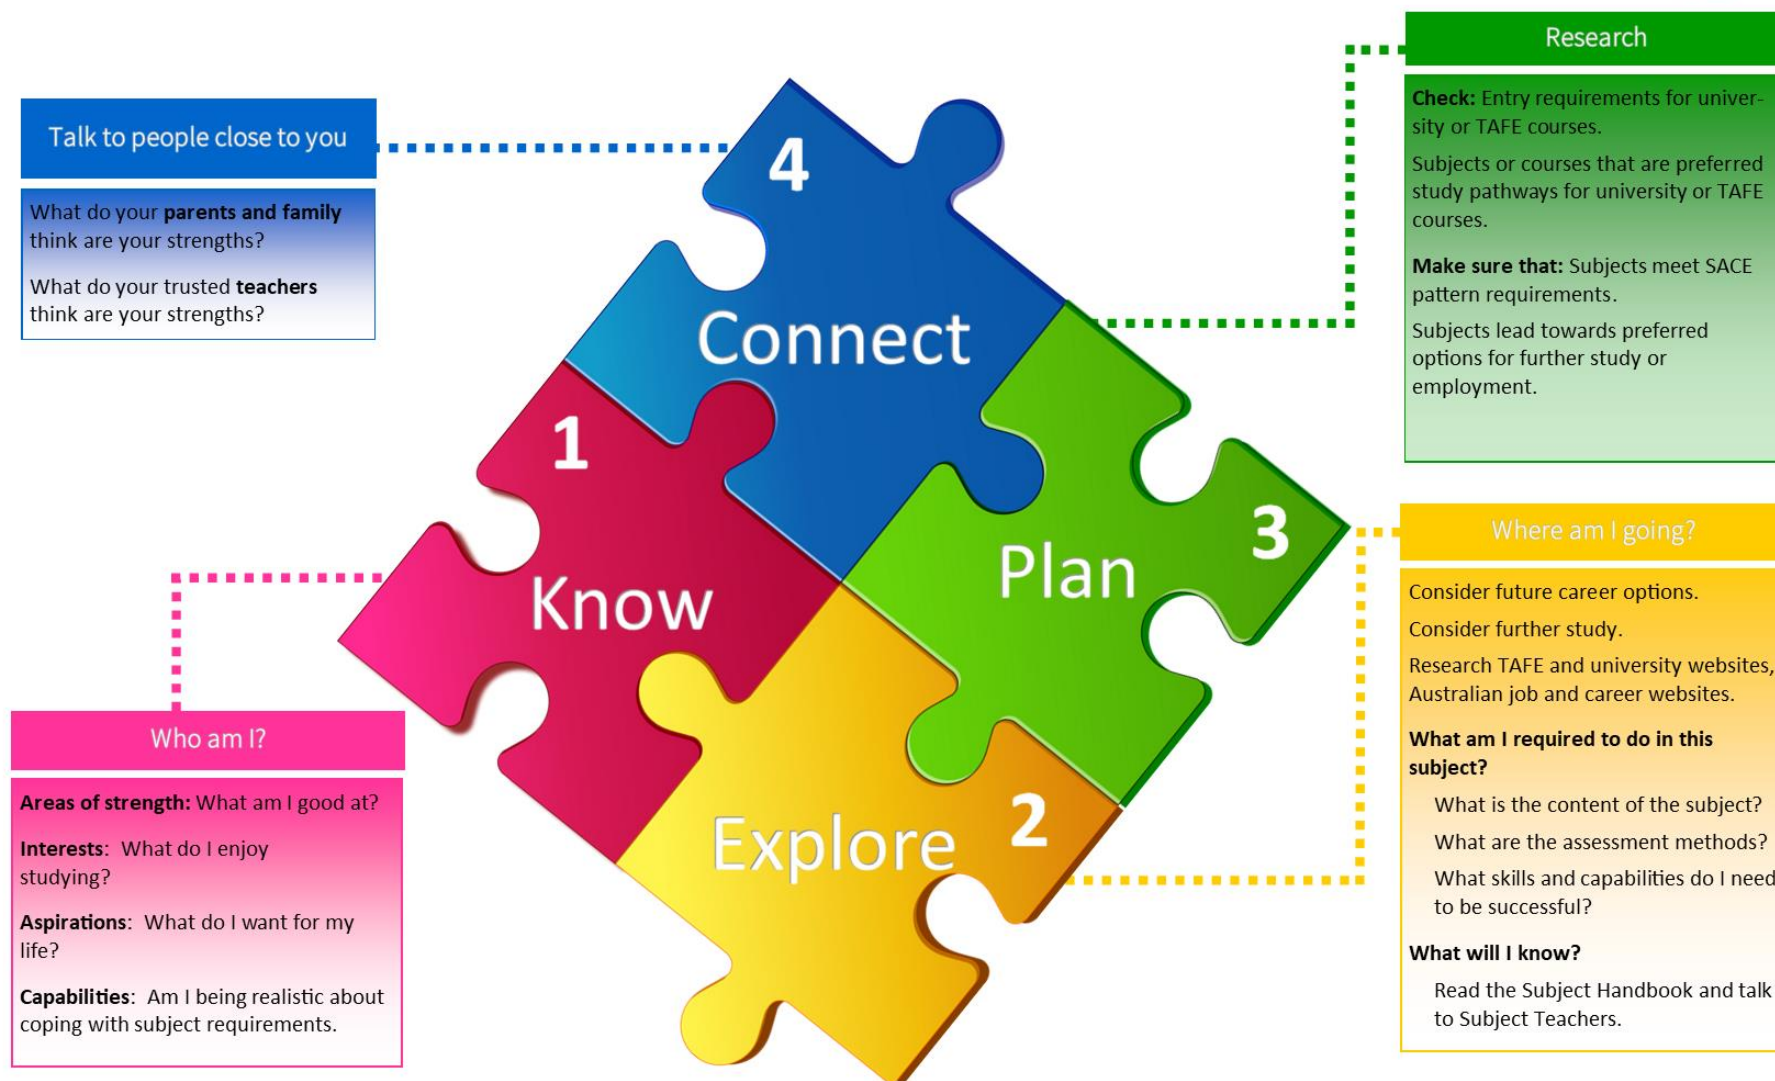 Talk to people close to you
What do your parents and family
think are your strengths?
What do your trusted teachers
think are your strengths?
4
Connect
1
Know
3
Plan
2
Explore
Who am I?
Areas of strength: What am I good at?
Interests:  What do I enjoy
studying?
Aspirations:  What do I want for my
life?
Capabilities:  Am I being realistic about
coping with subject requirements.
Research
Check: Entry requirements for univer-
sity or TAFE courses.
Subjects or courses that are preferred
study pathways for university or TAFE
courses.
Make sure that: Subjects meet SACE
pattern requirements.
Subjects lead towards preferred
options for further study or
employment.
Where am I going?
Consider future career options.
Consider further study.
Research TAFE and university websites,
Australian job and career websites.
What am I required to do in this
subject?
What is the content of the subject?
What are the assessment methods?
What skills and capabilities do I need
to be successful?
What will I know?
Read the Subject Handbook and talk
to Subject Teachers.